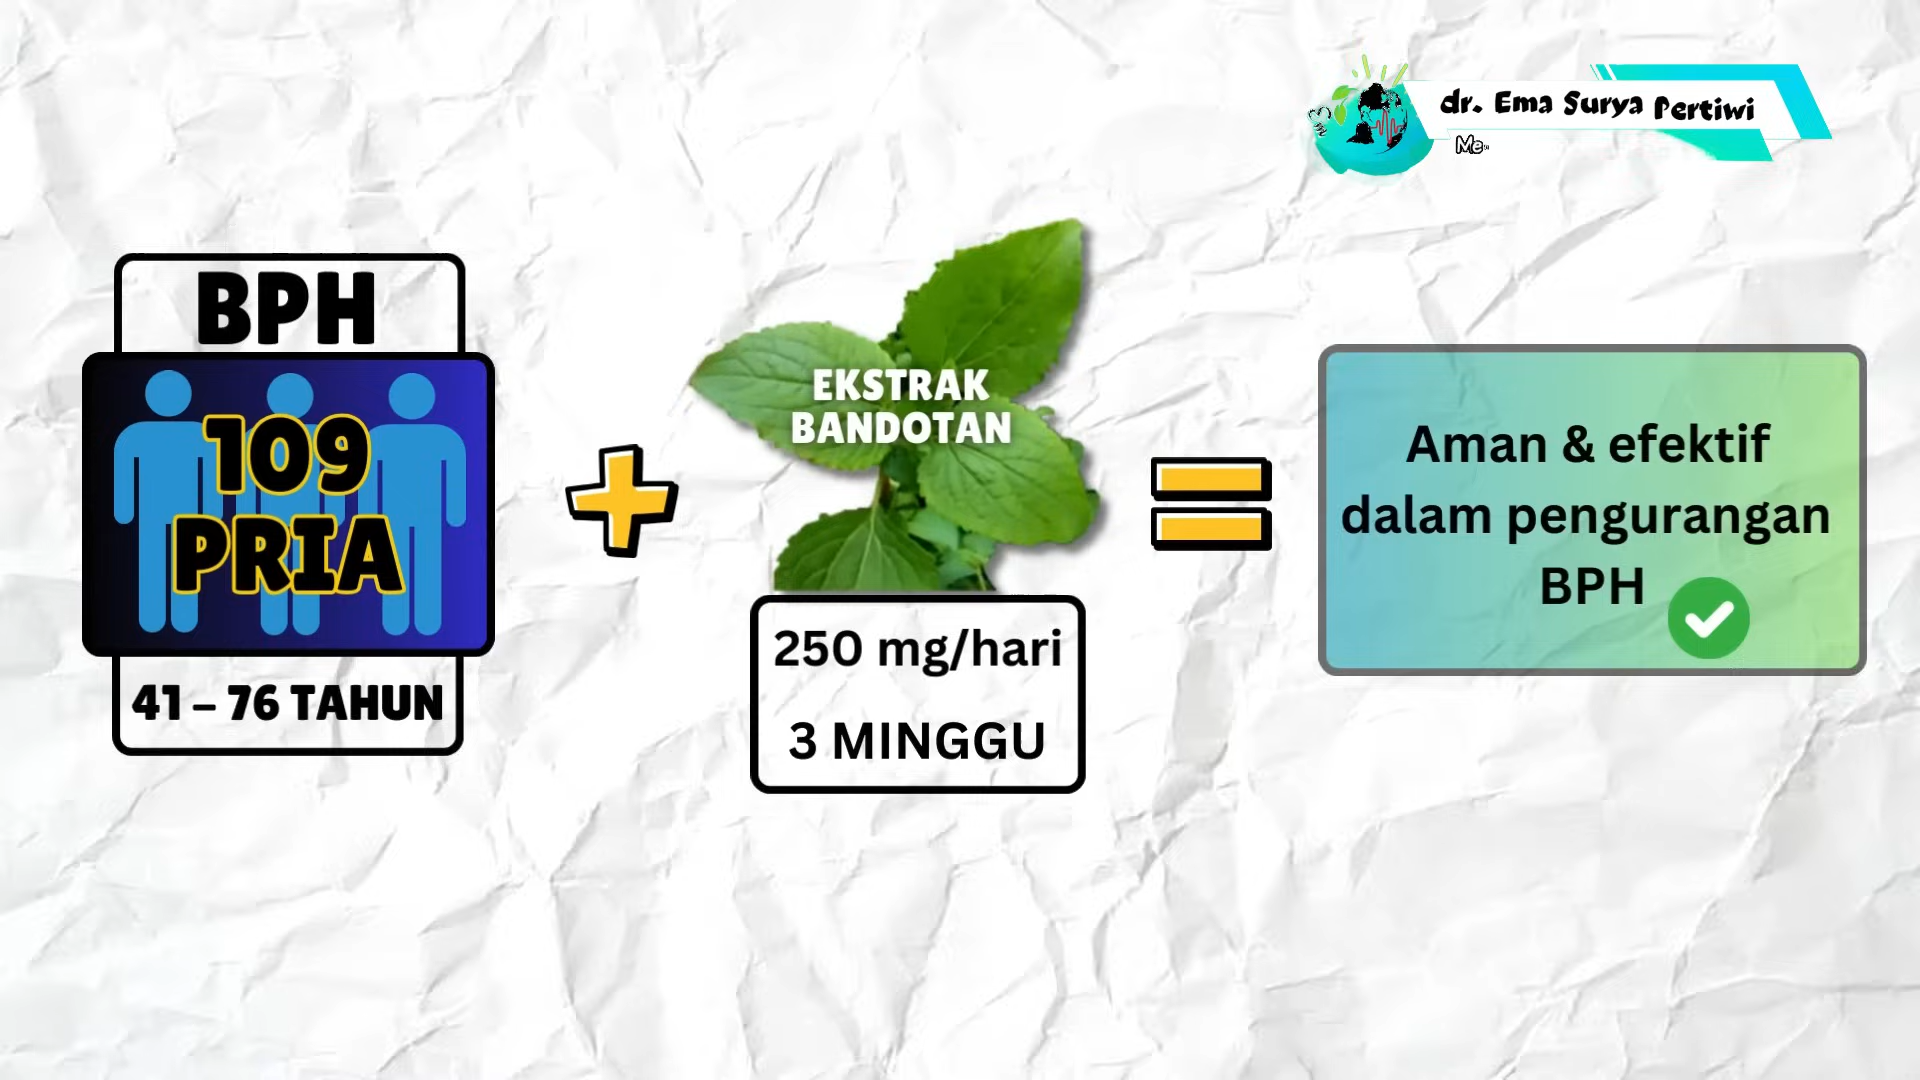 dr. Ema Surya Pertiwi
Me
BPH
109
PRIA
41 – 76 TAHUN
EKSTRAK
BANDOTAN
250 mg/hari
3 MINGGU
Aman & efektif
dalam pengurangan
BPH